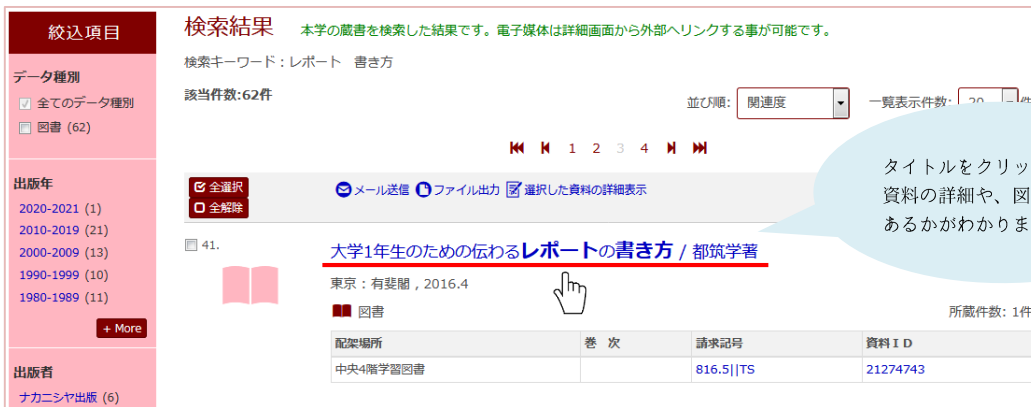 絞込項目
データ種別
全てのデータ種別
図書 (62)
出版年
2020-2021 (1)
2010-2019 (21)
2000-2009 (13)
1990-1999 (10)
1980-1989 (11)
+ More
出版者
ナカニシヤ出版 (6)
検索結果 本学の蔵書を検索した結果です。電子媒体は詳細画面から外部へリンクする事が可能です。
検索キーワード:レポート 書き方
該当件数:62件
並び順: 関連度 一覧表示件数: 20 件
1 2 3 4
全選択
全解除
メール送信 ファイル出力 選択した資料の詳細表示
タイトルをクリッ
資料の詳細や、図
あるかがわかりま
41.
大学1年生のための伝わるレポートの書き方 / 都筑学著
東京 : 有斐閣 , 2016.4
図書
所蔵件数: 1件
配架場所 巻 次 請求記号 資料ID
中央4階学習図書 816.5||TS 21274743